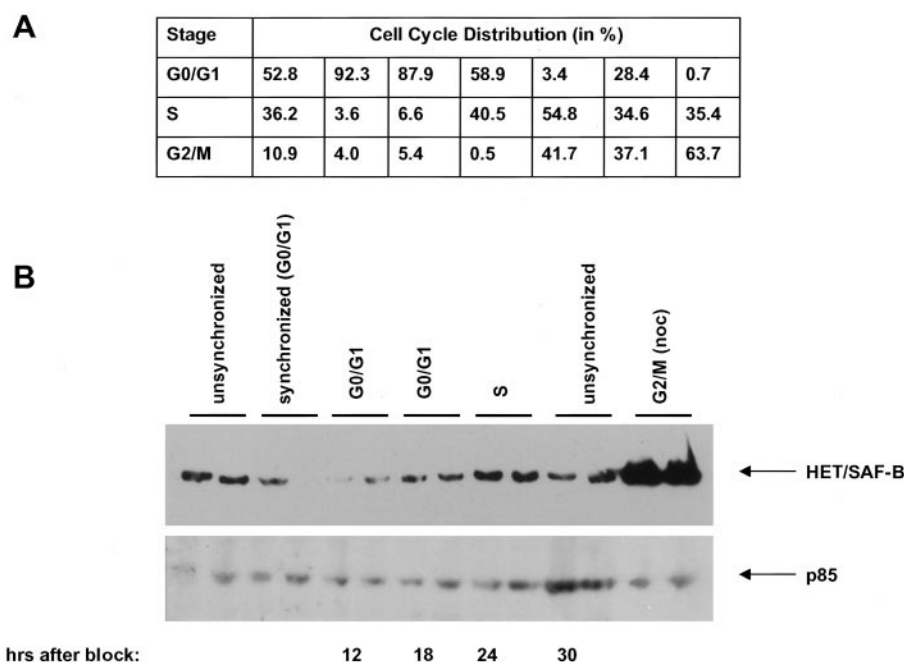 A
Stage Cell Cycle Distribution (in %)
G0/G1 52.8 92.3 87.9 58.9 3.4 28.4 0.7
S 36.2 3.6 6.6 40.5 54.8 34.6 35.4
G2/M 10.9 4.0 5.4 0.5 41.7 37.1 63.7
B
unsynchronized
synchronized (G0/G1)
G0/G1
G0/G1
S
unsynchronized
G2/M (noc)
HET/SAF-B
p85
hrs after block: 12 18 24 30